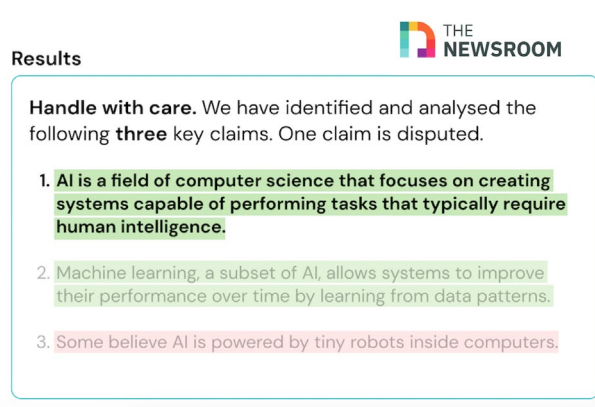 THE
NEWSROOM
Results
Handle with care. We have identified and analysed the
following three key claims. One claim is disputed.
1. AI is a field of computer science that focuses on creating
systems capable of performing tasks that typically require
human intelligence.
2. Machine learning, a subset of AI, allows systems to improve
their performance over time by learning from data patterns.
3. Some believe AI is powered by tiny robots inside computers.